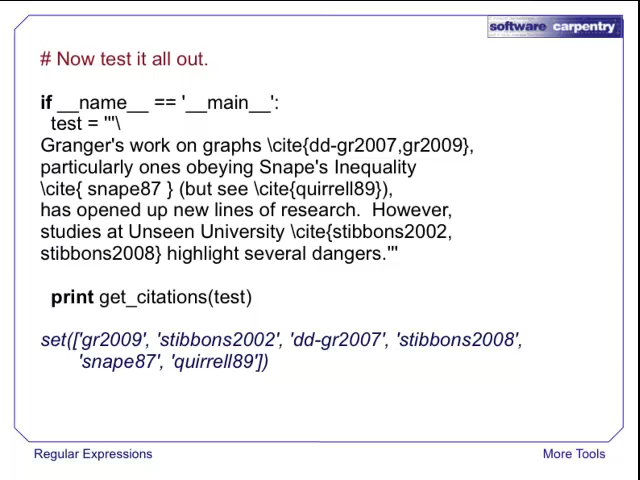 software carpentry
# Now test it all out.
if __name__ == '__main__':
test = '''\
Granger's work on graphs \cite{dd-gr2007,gr2009},
particularly ones obeying Snape's Inequality
\cite{ snape87 } (but see \cite{quirrell89}),
has opened up new lines of research.  However,
studies at Unseen University \cite{stibbons2002,
stibbons2008} highlight several dangers.'''
print get_citations(test)
set(['gr2009', 'stibbons2002', 'dd-gr2007', 'stibbons2008',
'snape87', 'quirrell89'])
Regular Expressions
More Tools